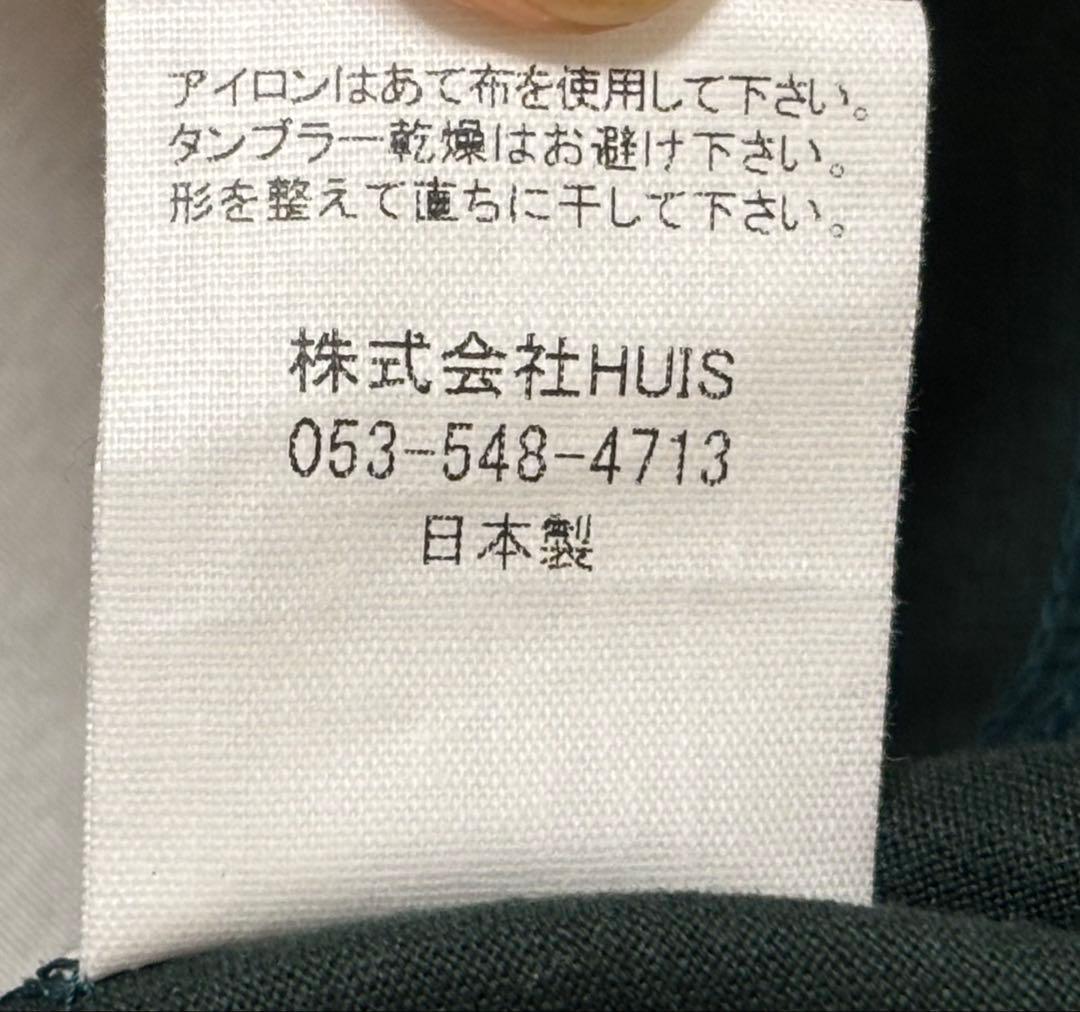 アイロンはあて布を使用して下さい。
タンブラー乾燥はお避け下さい。
形を整えて直ちに干して下さい。
株式会社HUIS
053-548-4713
日本製